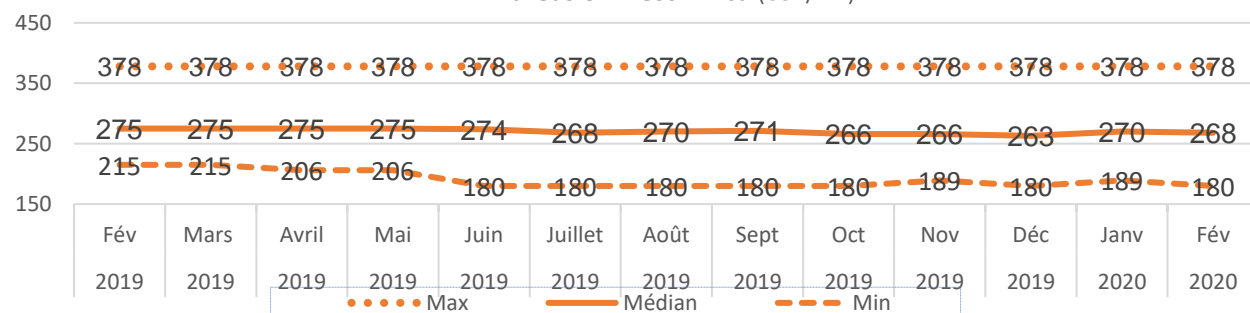 450
378 378 378 378 378 378 378 378 378 378 378 378 378
350
275 275 275 275 274 268 270 271 266 266 263 270 268
250
215 215 206 206 180 180 180 180 180 189 180 189 180
150
Fév Mars Avril Mai Juin Juillet Août Sept Oct Nov Déc Janv Fév
2019 2019 2019 2019 2019 2019 2019 2019 2019 2019 2019 2020 2020
Max Médian Min